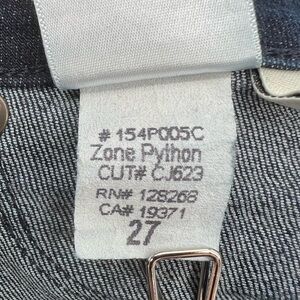 # 154P005C
Zone Python
CUT# CJ623
RN# 128268
CA# 19371
27